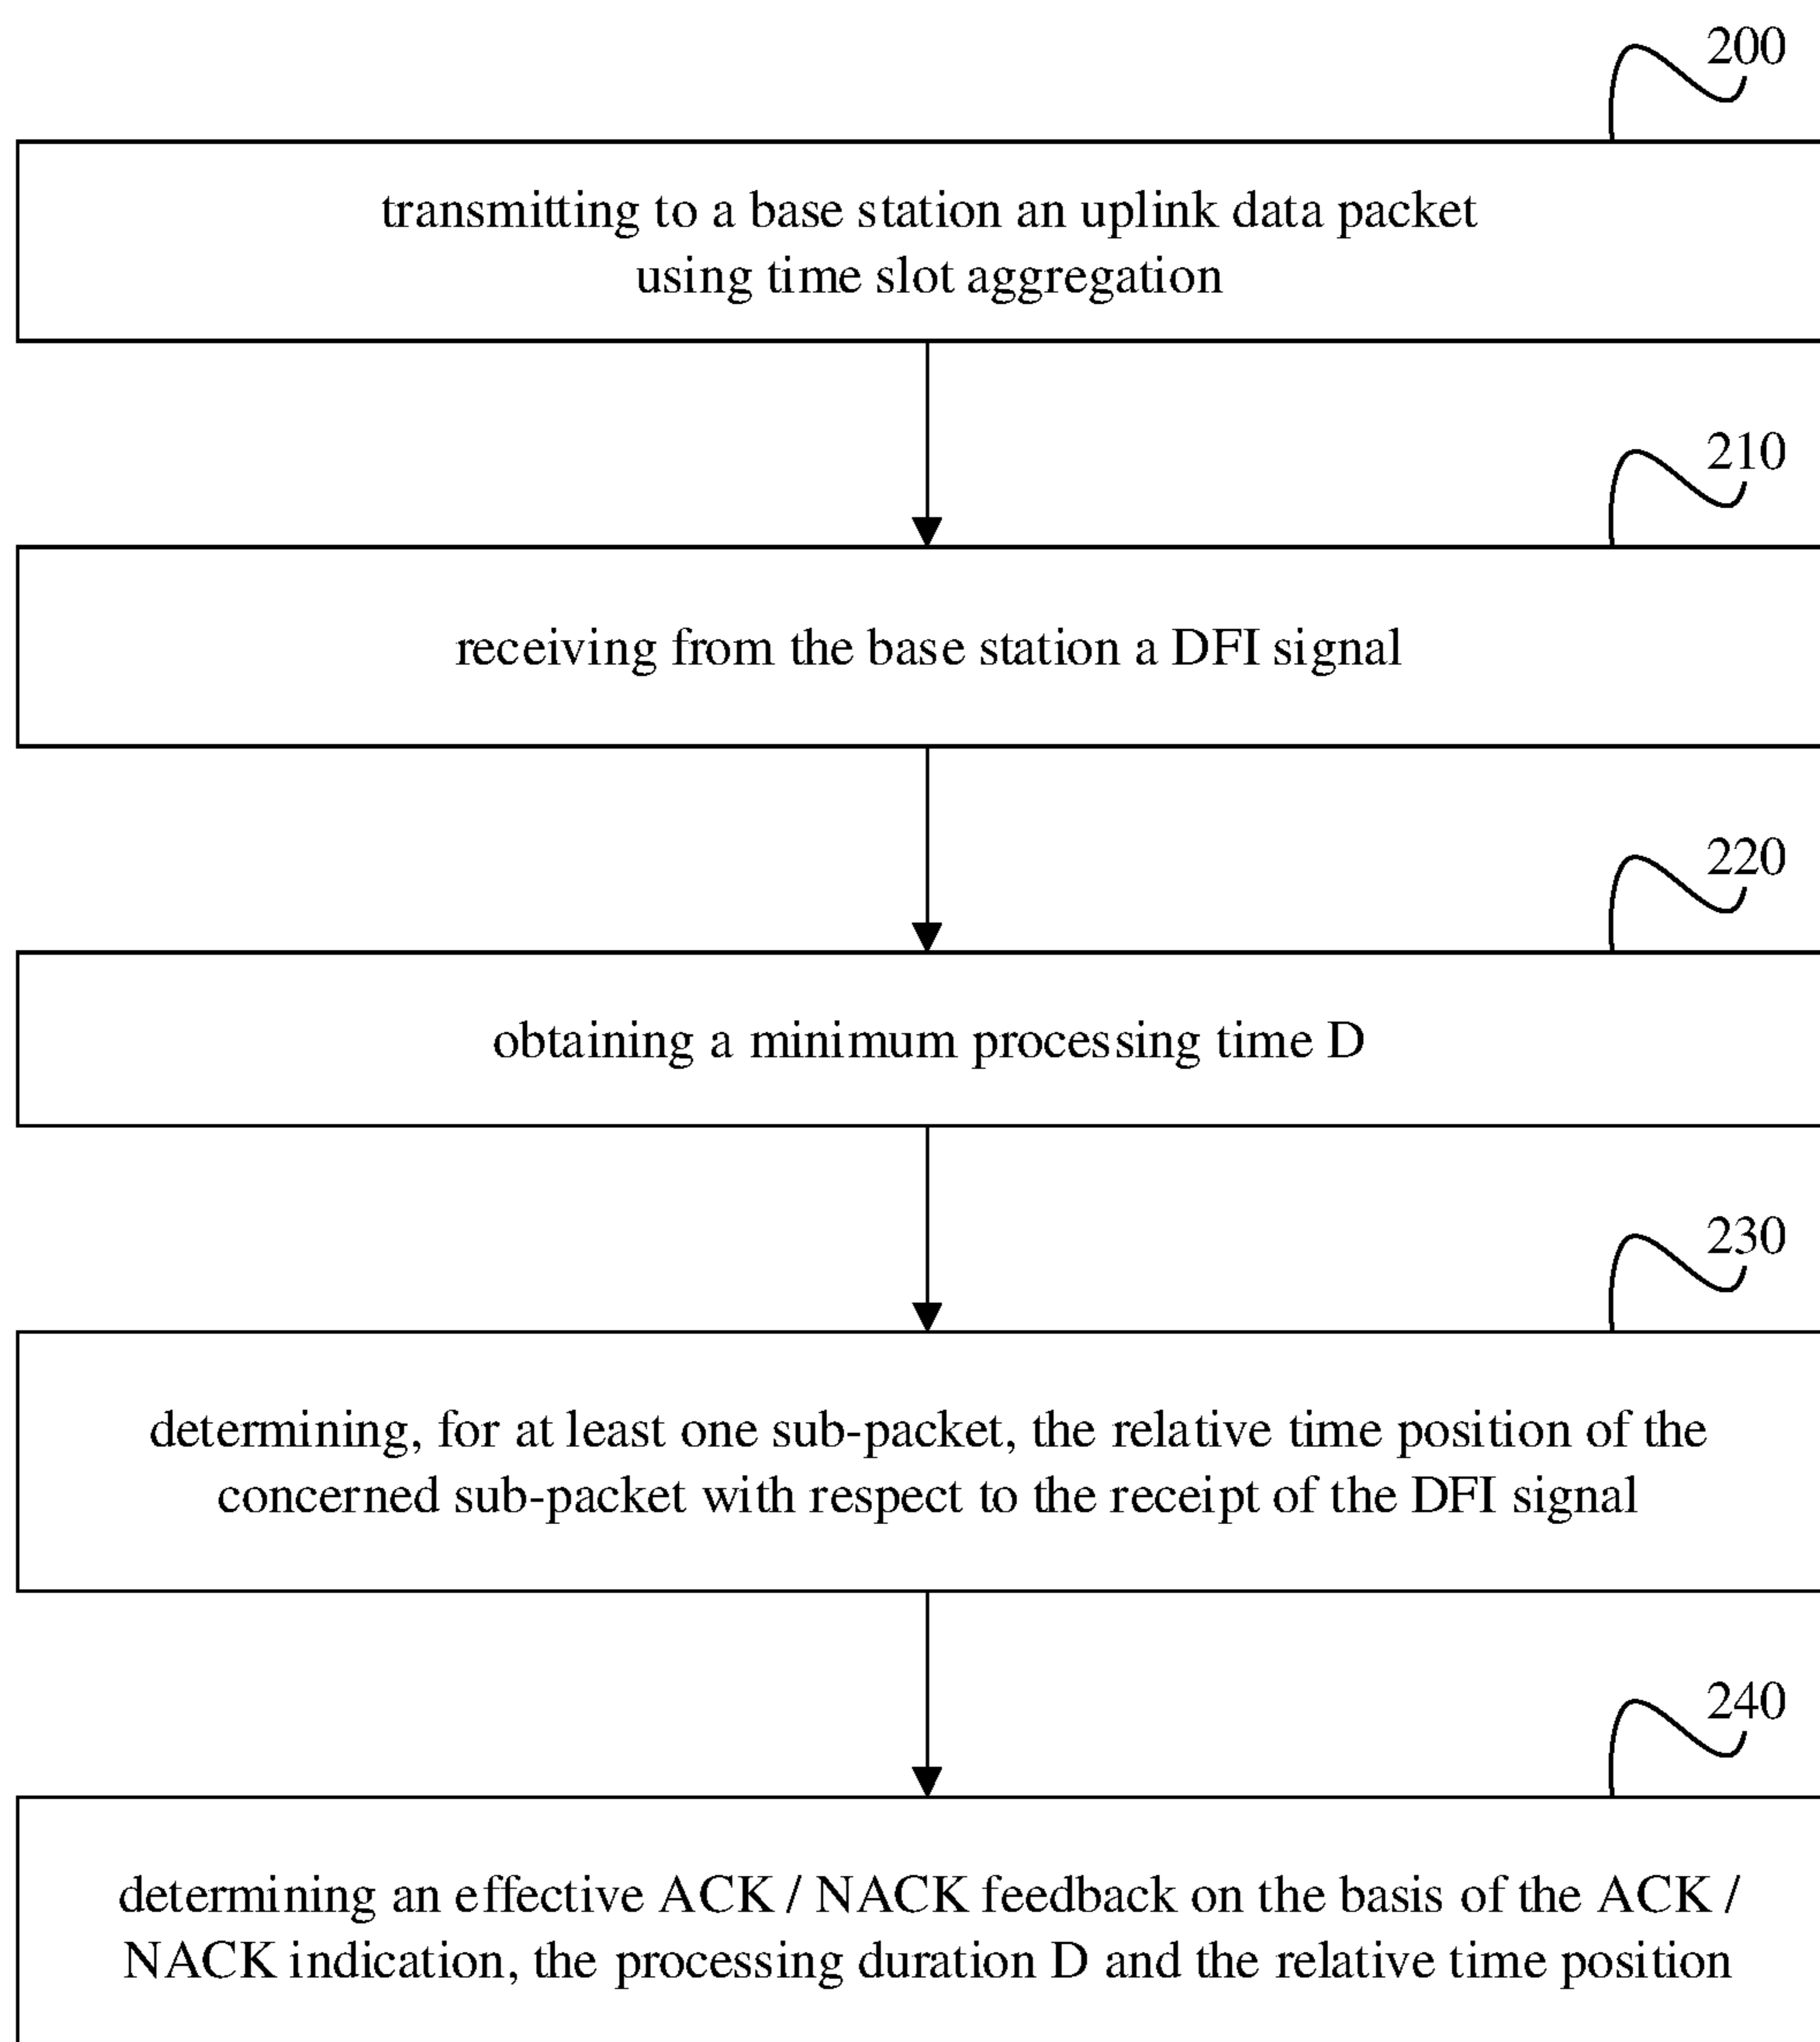 200
transmitting to a base station an uplink data packet
using time slot aggregation
210
receiving from the base station a DFI signal
220
obtaining a minimum processing time D
230
determining, for at least one sub-packet, the relative time position of the
concerned sub-packet with respect to the receipt of the DFI signal
240
determining an effective ACK / NACK feedback on the basis of the ACK /
NACK indication, the processing duration D and the relative time position